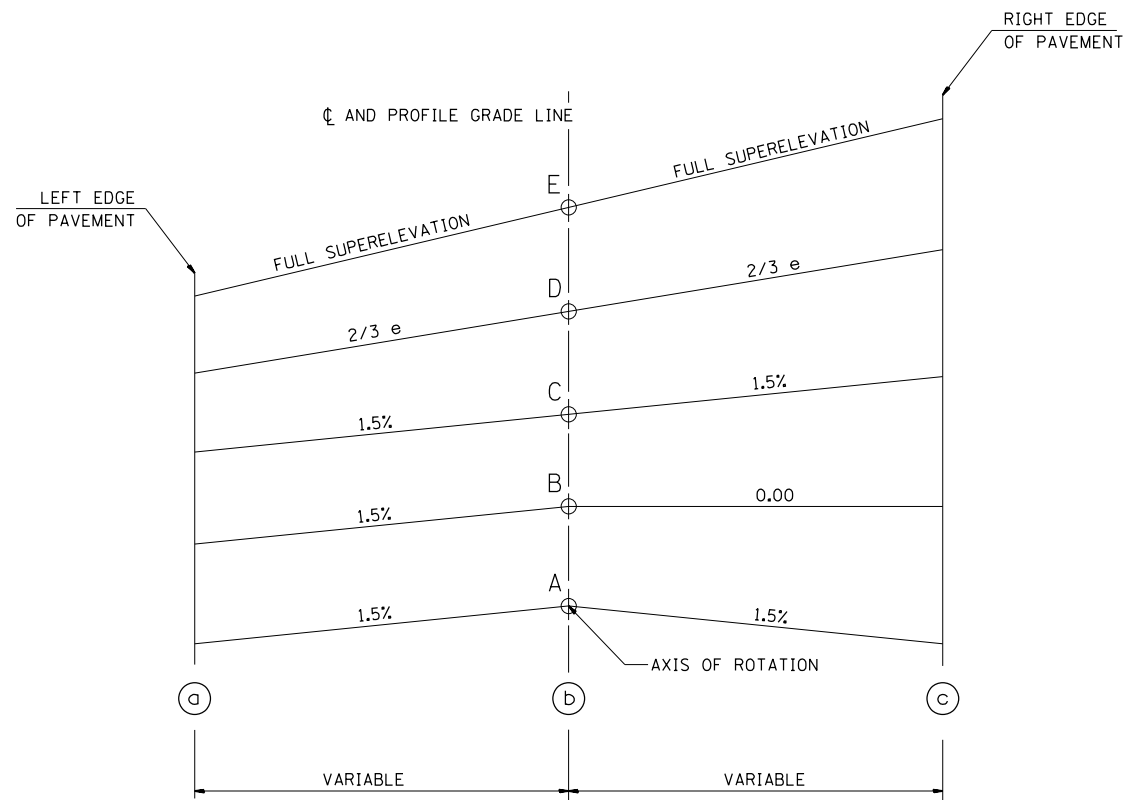 RIGHT EDGE
OF PAVEMENT
℄ AND PROFILE GRADE LINE
FULL SUPERELEVATION
E
LEFT EDGE
OF PAVEMENT
FULL SUPERELEVATION
2/3 e
D
2/3 e
C
1.5%
1.5%
B
0.00
1.5%
A
1.5%
1.5%
AXIS OF ROTATION
a
b
c
VARIABLE
VARIABLE